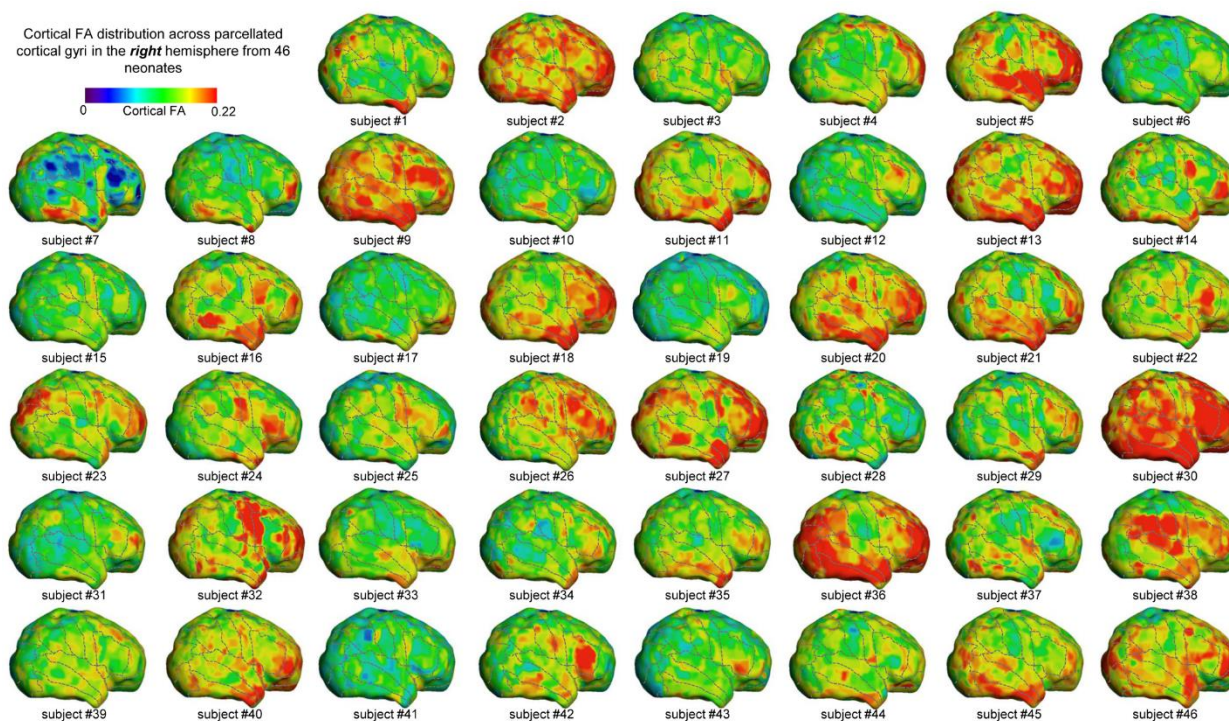 Cortical FA distribution across parcellated
cortical gyri in the right hemisphere from 46
neonates
0 Cortical FA 0.22
subject #1 subject #2 subject #3 subject #4 subject #5 subject #6
subject #7 subject #8 subject #9 subject #10 subject #11 subject #12 subject #13 subject #14
subject #15 subject #16 subject #17 subject #18 subject #19 subject #20 subject #21 subject #22
subject #23 subject #24 subject #25 subject #26 subject #27 subject #28 subject #29 subject #30
subject #31 subject #32 subject #33 subject #34 subject #35 subject #36 subject #37 subject #38
subject #39 subject #40 subject #41 subject #42 subject #43 subject #44 subject #45 subject #46